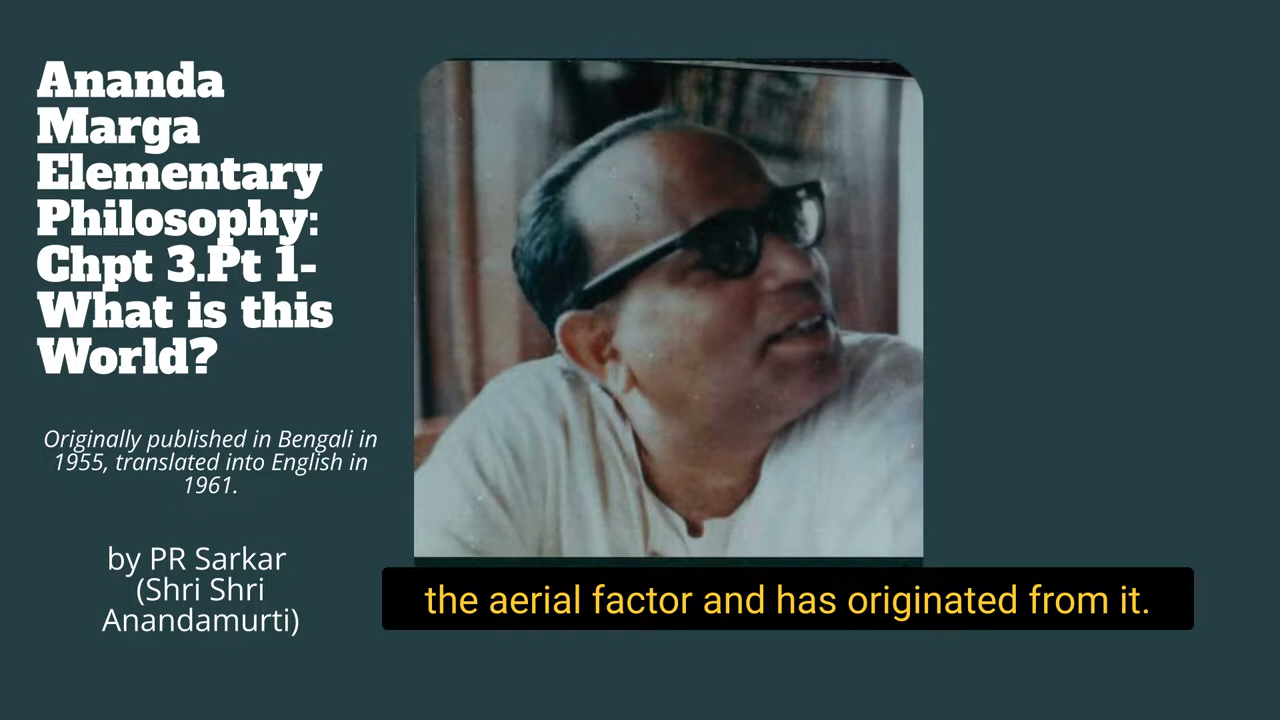 Ananda
Marga
Elementary
Philosophy:
Chpt 3.Pt 1-
What is this
World?
Originally published in Bengali in
1955, translated into English in
1961.
by PR Sarkar
(Shri Shri
Anandamurti)
the aerial factor and has originated from it.